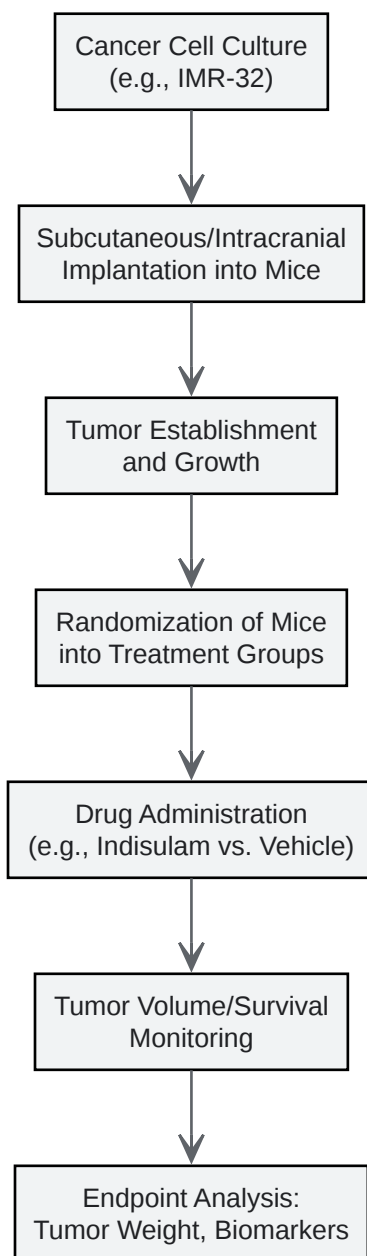 Cancer Cell Culture
(e.g., IMR-32)
Subcutaneous/Intracranial
Implantation into Mice
Tumor Establishment
and Growth
Randomization of Mice
into Treatment Groups
Drug Administration
(e.g., Indisulam vs. Vehicle)
Tumor Volume/Survival
Monitoring
Endpoint Analysis:
Tumor Weight, Biomarkers